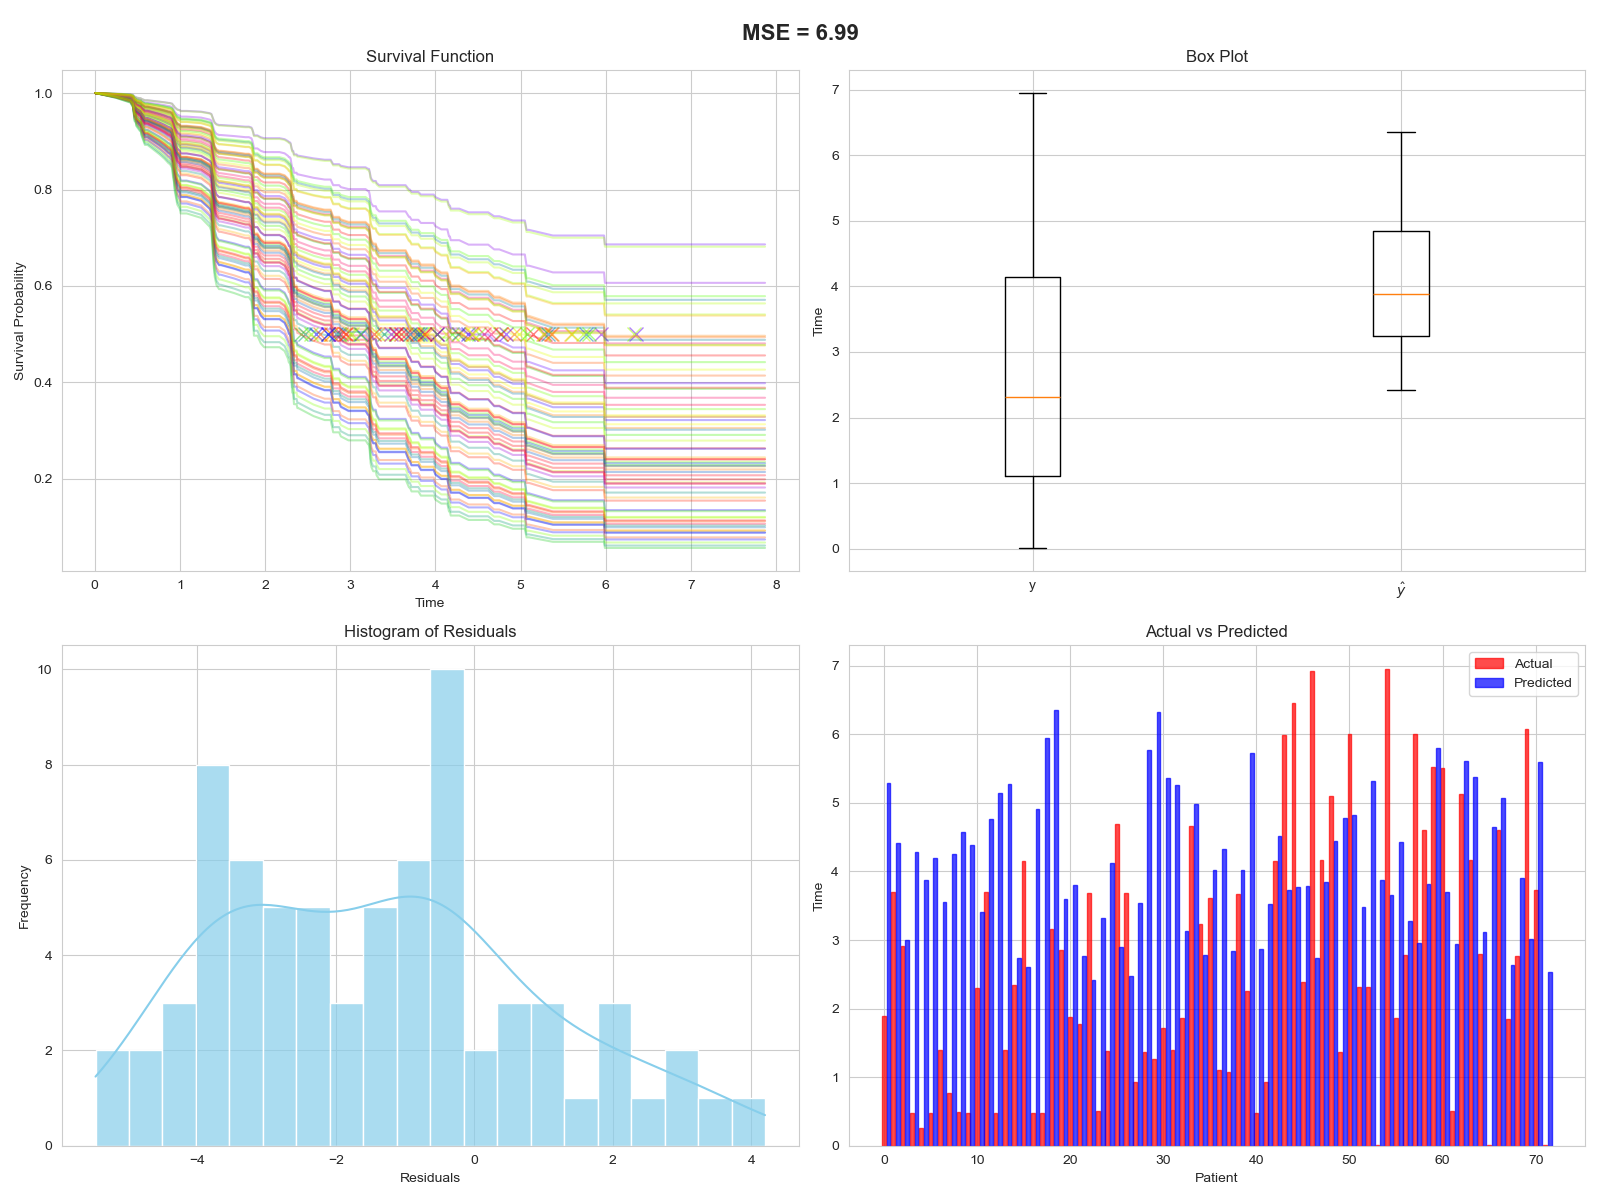 MSE = 6.99
Survival Function
1.0
0.8
0.6
0.4
0.2
Survival Probability
0 1 2 3 4 5 6 7 8
Time
Box Plot
7
6
5
4
3
2
1
0
Time
y ŷ
Histogram of Residuals
10
8
6
4
2
0
Frequency
−4 −2 0 2 4
Residuals
Actual vs Predicted
7
6
5
4
3
2
1
0
Time
Actual
Predicted
0 10 20 30 40 50 60 70
Patient